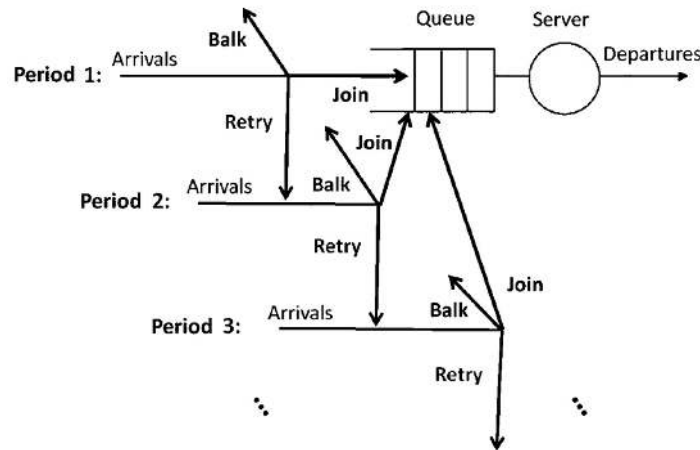 Queue Server
Balk
Departures
Period 1: Arrivals
Join
Retry
Join
Balk
Arrivals
Period 2:
Retry
Join
Balk
Arrivals
Period 3:
Retry